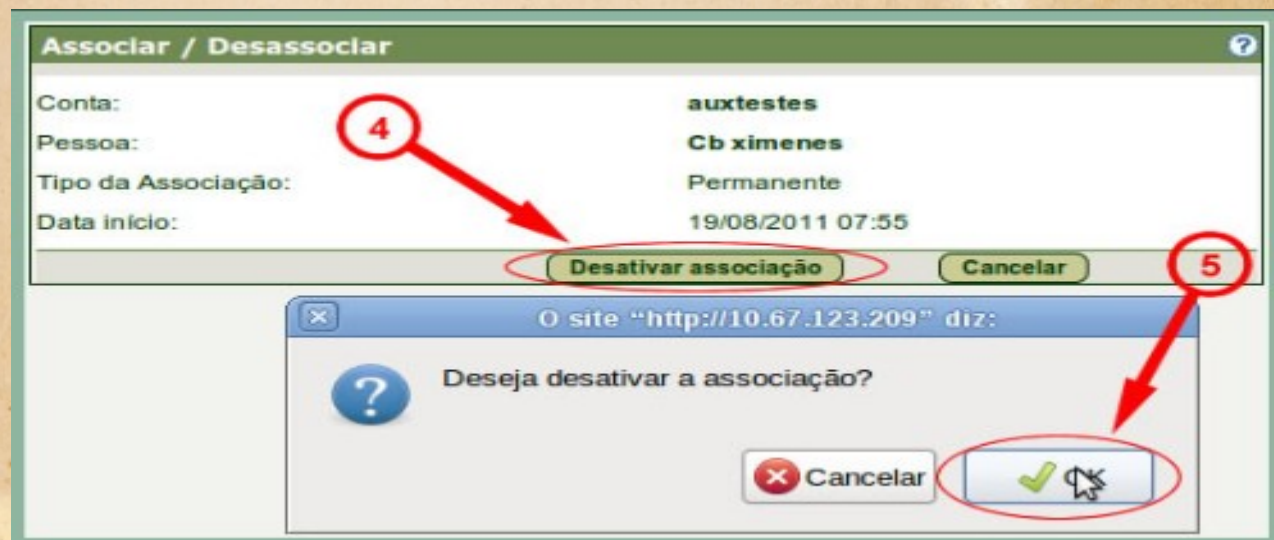 Associar / Desassociar ?
Conta: auxtestes
4
Pessoa: Cb ximenes
Tipo da Associação: Permanente
Data início: 19/08/2011 07:55
Desativar associação Cancelar
5
O site “http://10.67.123.209” diz:
? Deseja desativar a associação?
Cancelar OK